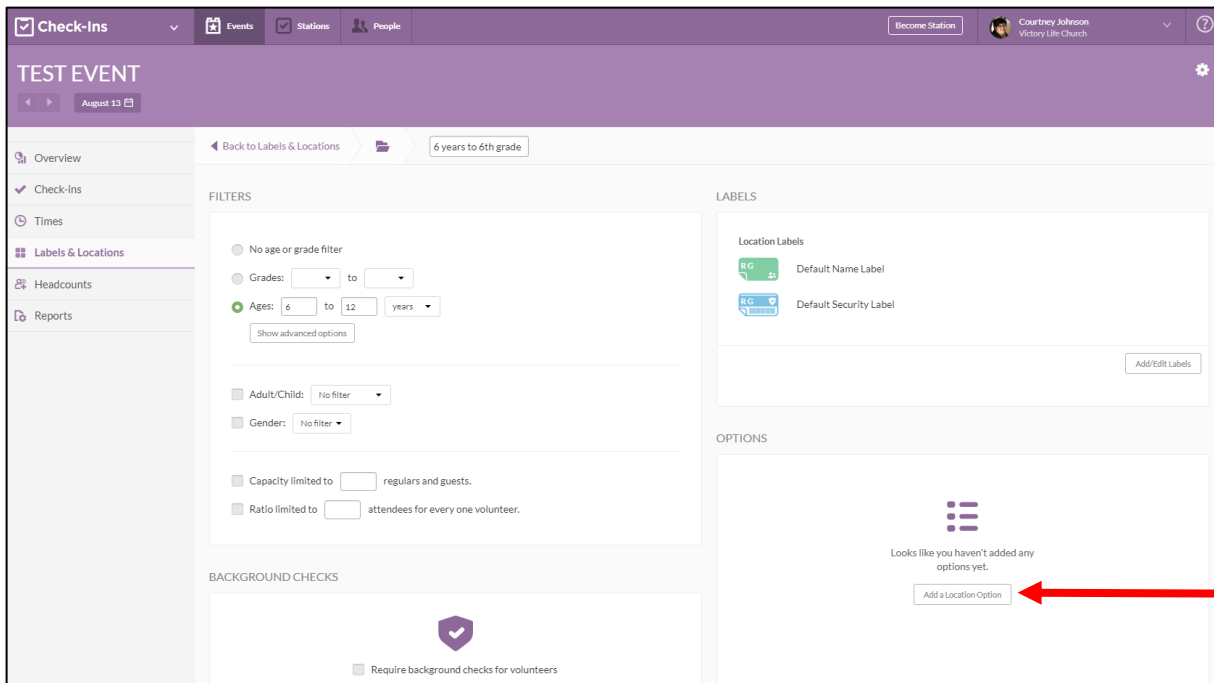 Check-Ins
Events
Stations
People
Become Station
Courtney Johnson
Victory Life Church
?
TEST EVENT
August 13
Overview
Check-ins
Times
Labels & Locations
Headcounts
Reports
Back to Labels & Locations
6 years to 6th grade
FILTERS
No age or grade filter
Grades: to
Ages: 6 to 12 years
Show advanced options
Adult/Child: No filter
Gender: No filter
Capacity limited to regulars and guests.
Ratio limited to attendees for every one volunteer.
BACKGROUND CHECKS
Require background checks for volunteers
LABELS
Location Labels
RG Default Name Label
RG Default Security Label
Add/Edit Labels
OPTIONS
Looks like you haven't added any
options yet.
Add a Location Option